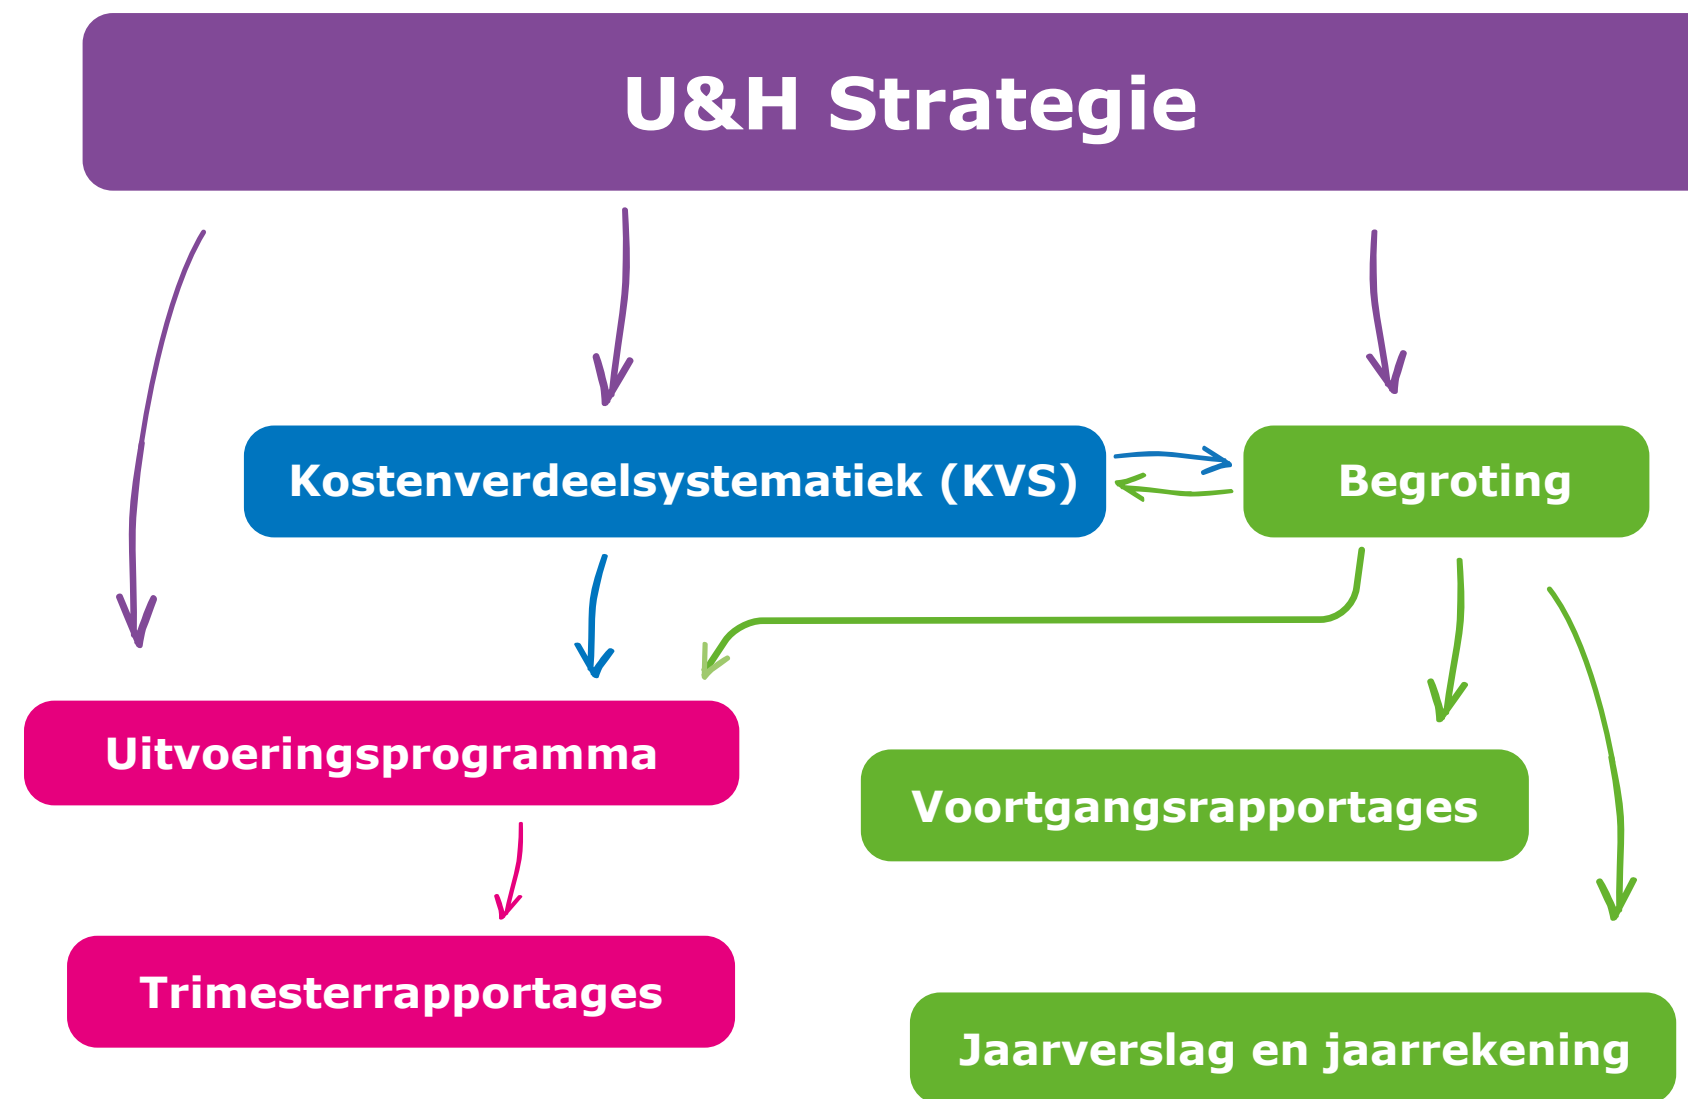 U&H Strategie
Kostenverdeelsystematiek (KVS)
Begroting
Uitvoeringsprogramma
Voortgangsrapportages
Trimesterrapportages
Jaarverslag en jaarrekening